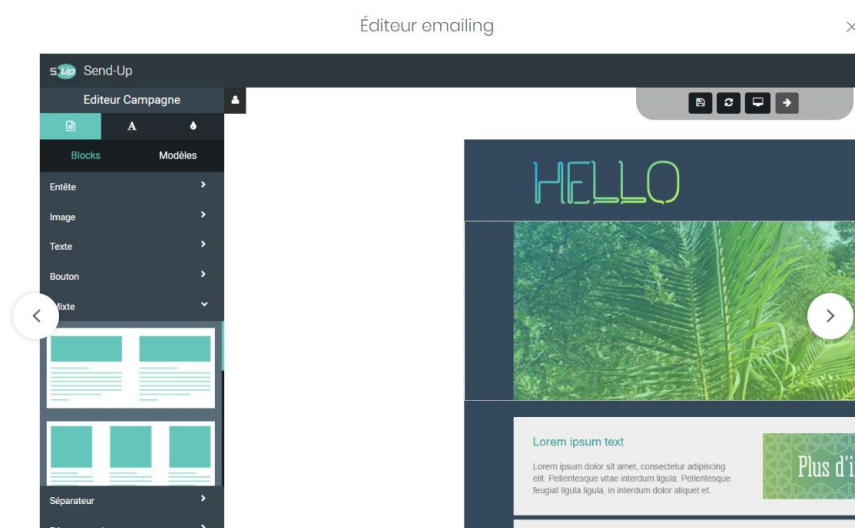 Éditeur emailing
sUp Send-Up
Editeur Campagne
A
Blocks Modèles
Entête
Image
Texte
Bouton
Mixte
Séparateur
HELLO
Lorem ipsum text
Lorem ipsum dolor sit amet, consectetur adipiscing
elit. Pellentesque vitae interdum ligula. Pellentesque
feugiat ligula ligula, in interdum dolor aliquet et.
Plus d'i